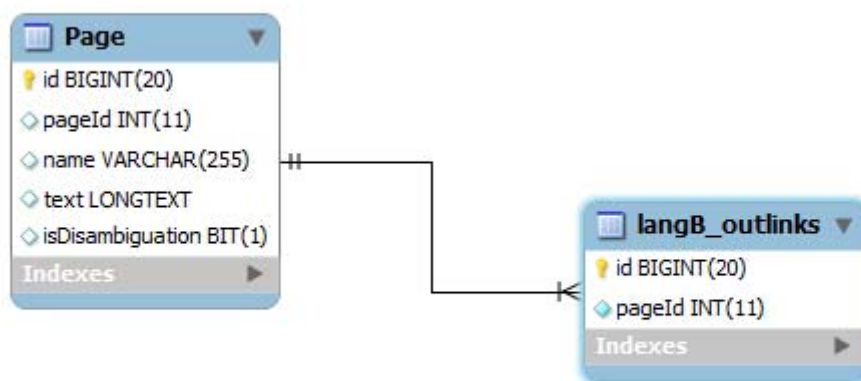 Page
id BIGINT(20)
pageId INT(11)
name VARCHAR(255)
text LONGTEXT
isDisambiguation BIT(1)
Indexes
langB_outlinks
id BIGINT(20)
pageId INT(11)
Indexes